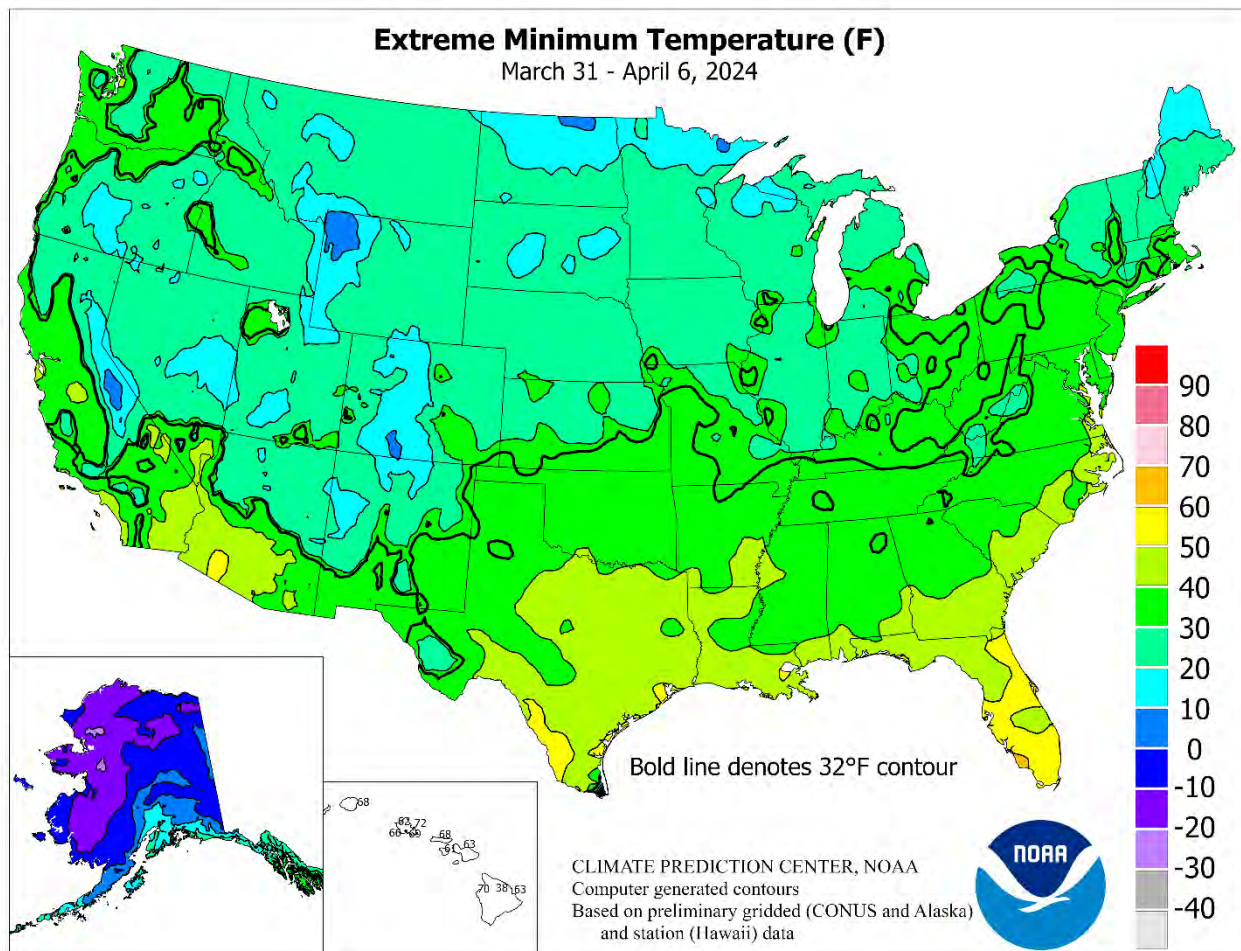 Extreme Minimum Temperature (F)
March 31 - April 6, 2024
90
80
70
60
50
40
30
20
10
0
-10
-20
-30
-40
Bold line denotes 32°F contour
68
72
68
63
70 38 63
CLIMATE PREDICTION CENTER, NOAA
Computer generated contours
Based on preliminary gridded (CONUS and Alaska)
and station (Hawaii) data
NOAA